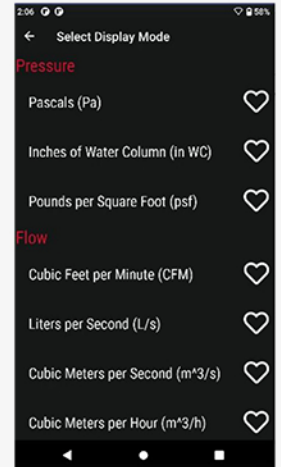 2:06 58%
Select Display Mode
Pressure
Pascals (Pa)
Inches of Water Column (in WC)
Pounds per Square Foot (psf)
Flow
Cubic Feet per Minute (CFM)
Liters per Second (L/s)
Cubic Meters per Second (m^3/s)
Cubic Meters per Hour (m^3/h)